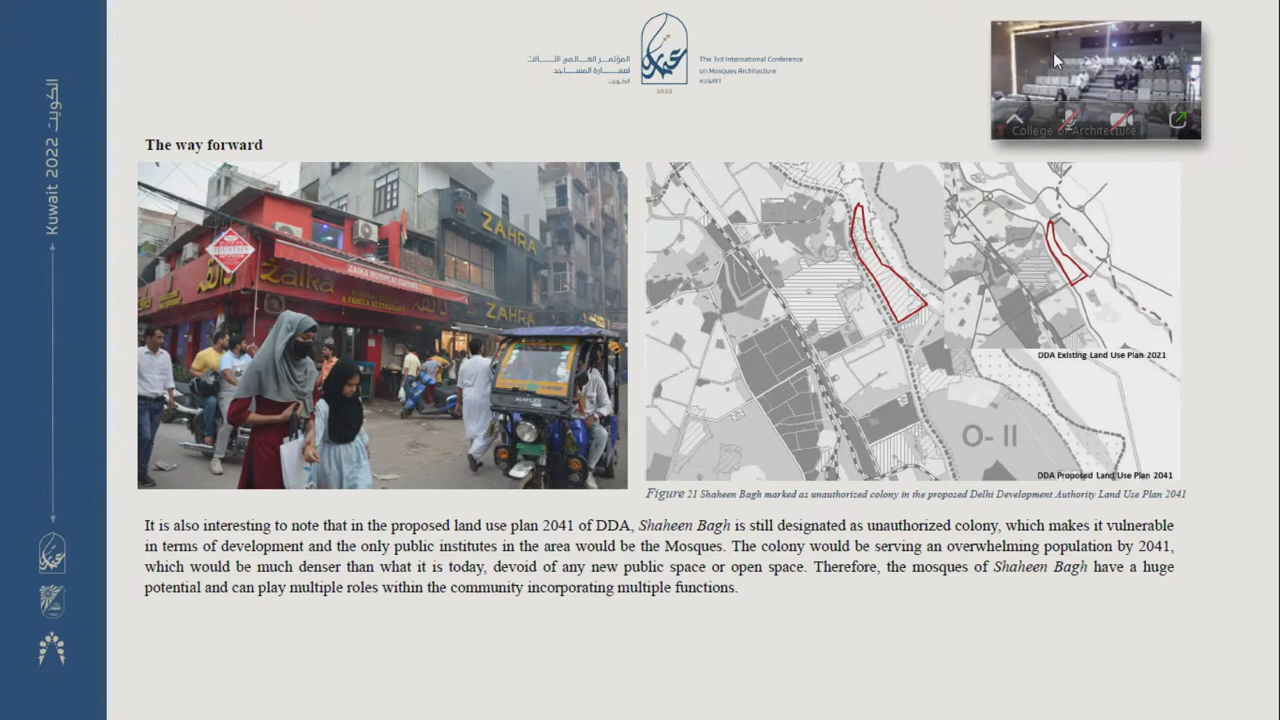 المؤتمر العالمي الثالث
لعمارة المساجد
الكويت
The 3rd International Conference
on Mosques Architecture
KUWAIT
2022
الكويت
Kuwait 2022
College of Architecture
The way forward
ZAHRA
Zaika
ZAHRA
A FAMILY RESTAURANT
DDA Existing Land Use Plan 2021
O- II
DDA Proposed Land Use Plan 2041
Figure 21 Shaheen Bagh marked as unauthorized colony in the proposed Delhi Development Authority Land Use Plan 2041
It is also interesting to note that in the proposed land use plan 2041 of DDA, Shaheen Bagh is still designated as unauthorized colony, which makes it vulnerable
in terms of development and the only public institutes in the area would be the Mosques. The colony would be serving an overwhelming population by 2041,
which would be much denser than what it is today, devoid of any new public space or open space. Therefore, the mosques of Shaheen Bagh have a huge
potential and can play multiple roles within the community incorporating multiple functions.